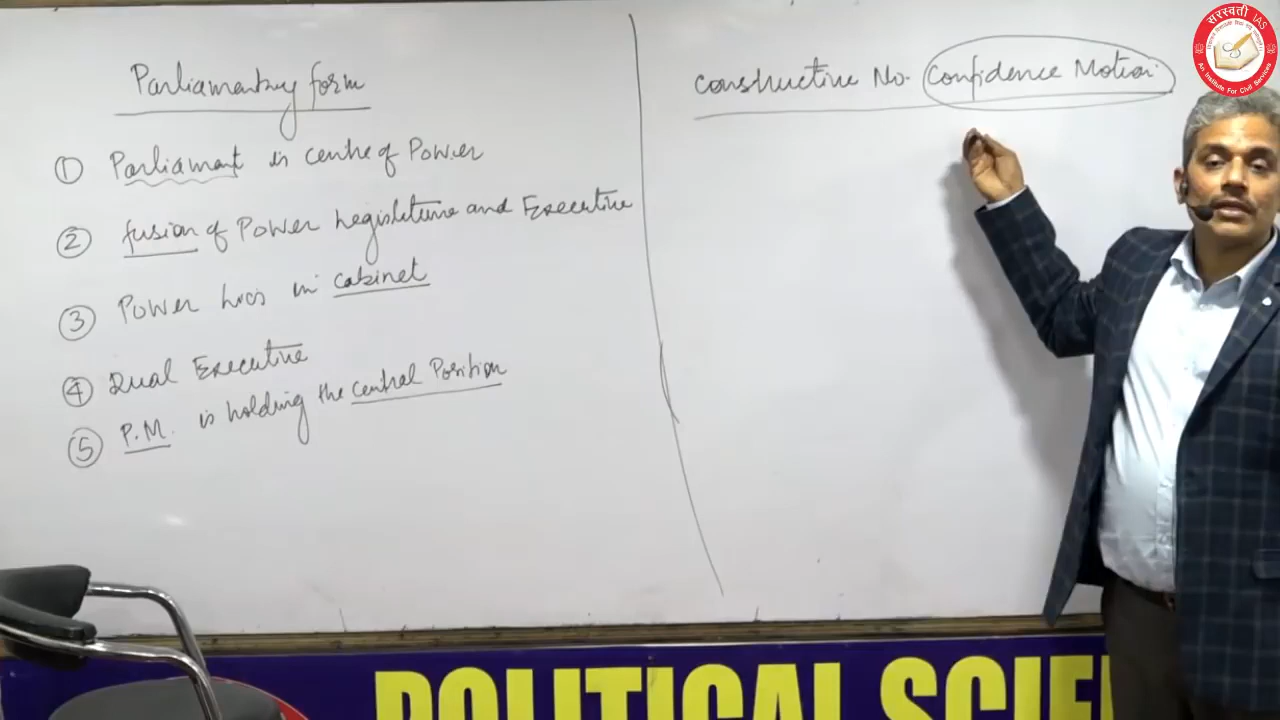 Parliamentary form
① Parliament is centre of Power
② fusion of Power Legislature and Executive
③ Power lies in cabinet
④ Dual Executive
⑤ P.M. is holding the central Position
Constructive No. Confidence Motion
सरस्वती IAS
An Institute For Civil Services
POLITICAL SCIE